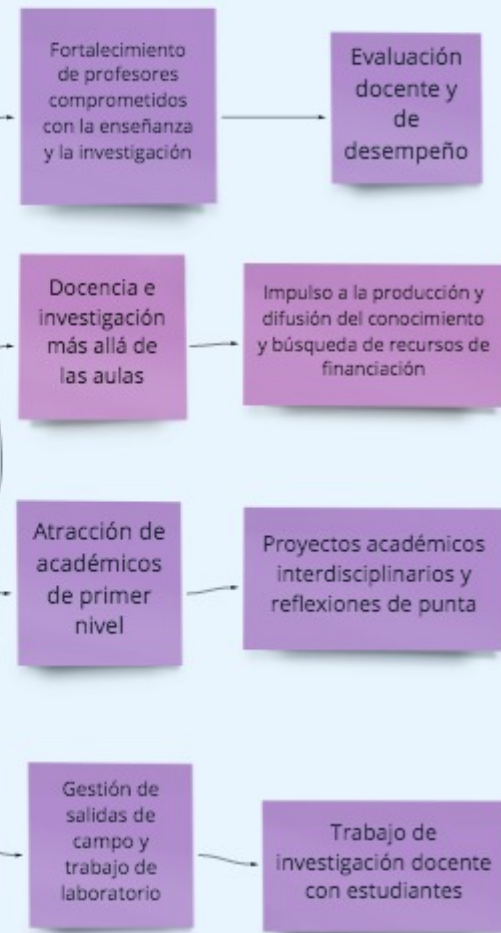 Fortalecimiento
de profesores
comprometidos
con la enseñanza
y la investigación
Evaluación
docente y
de
desempeño
Docencia e
investigación
más allá de
las aulas
Impulso a la producción y
difusión del conocimiento
y búsqueda de recursos de
financiación
Atracción de
académicos
de primer
nivel
Proyectos académicos
interdisciplinarios y
reflexiones de punta
Gestión de
salidas de
campo y
trabajo de
laboratorio
Trabajo de
investigación docente
con estudiantes